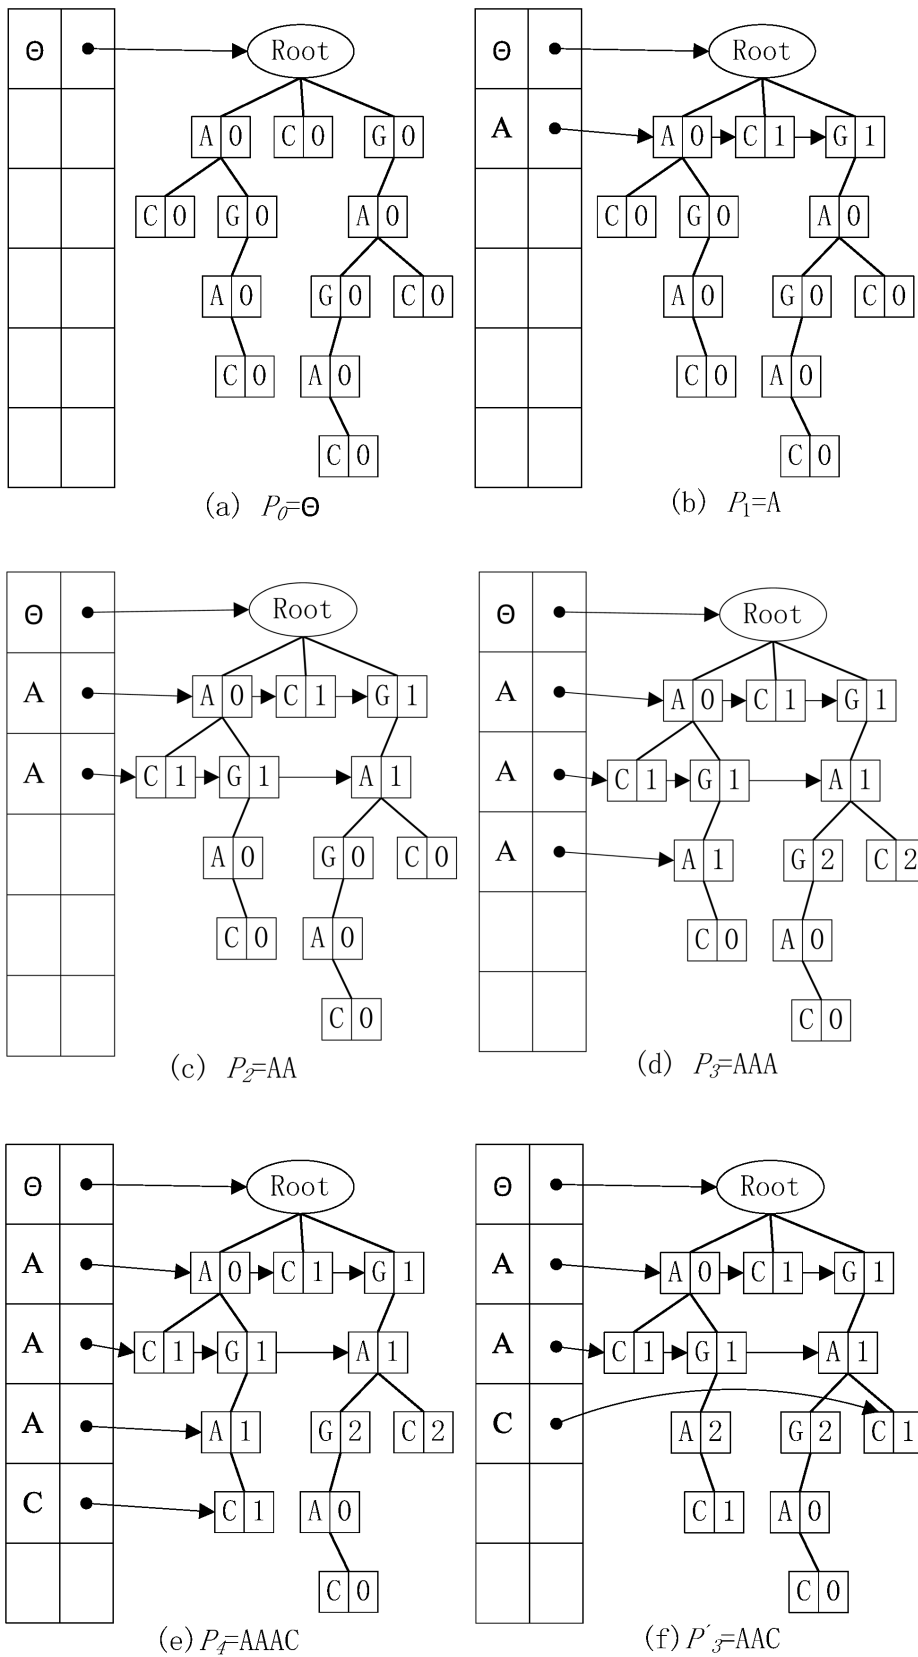 Θ Root
A 0 C 0 G 0
C 0 G 0 A 0
A 0 G 0 C 0
C 0 A 0
C 0
(a) P0=Θ
Θ Root
A A 0 C 1 G 1
C 0 G 0 A 0
A 0 G 0 C 0
C 0 A 0
C 0
(b) P1=A
Θ Root
A A 0 C 1 G 1
A C 1 G 1 A 1
A 0 G 0 C 0
C 0 A 0
C 0
(c) P2=AA
Θ Root
A A 0 C 1 G 1
A C 1 G 1 A 1
A A 1 G 2 C 2
C 0 A 0
C 0
(d) P3=AAA
Θ Root
A A 0 C 1 G 1
A C 1 G 1 A 1
A A 1 G 2 C 2
C C 1 A 0
C 0
(e) P4=AAAC
Θ Root
A A 0 C 1 G 1
A C 1 G 1 A 1
C A 2 G 2 C 1
C 1 A 0
C 0
(f) P´3=AAC